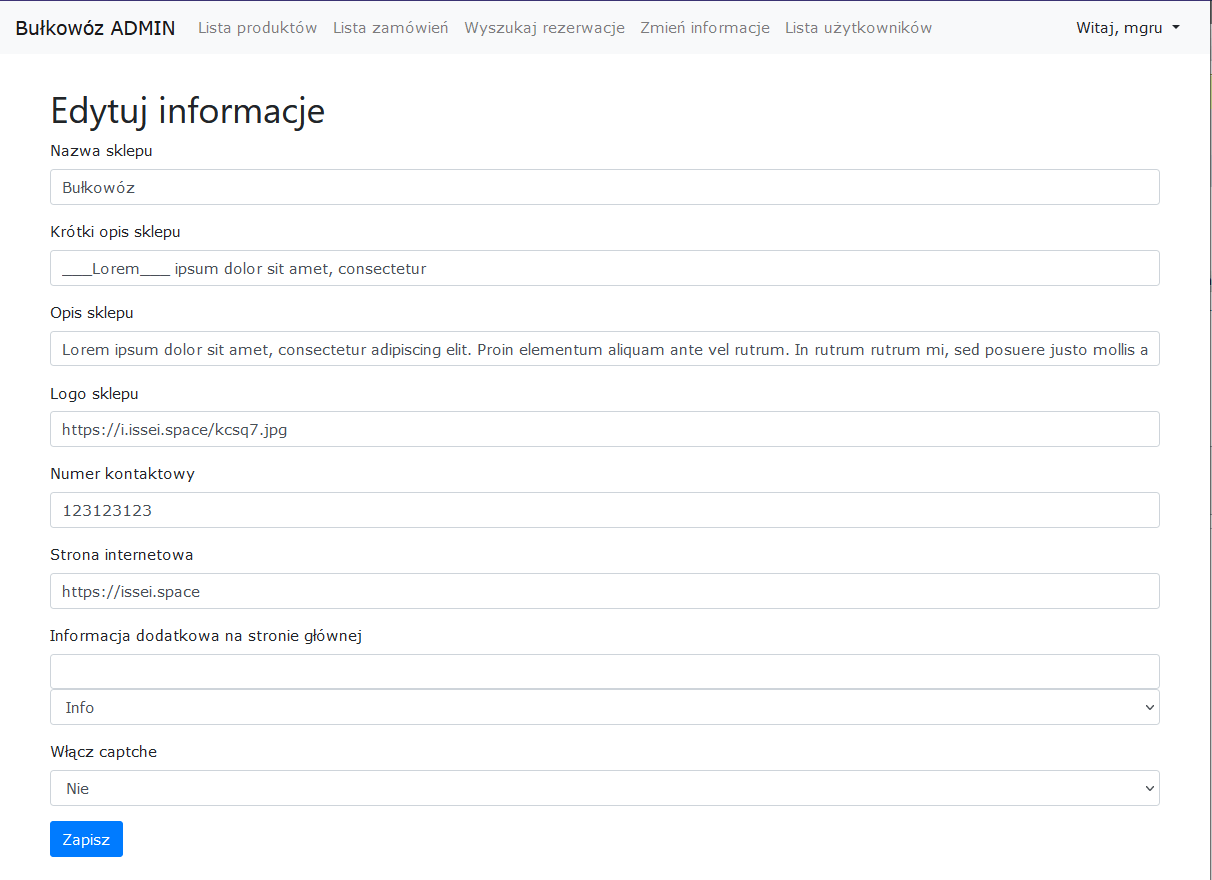 Bułkowóz ADMIN Lista produktów Lista zamówień Wyszukaj rezerwacje Zmień informacje Lista użytkowników Witaj, mgru
Edytuj informacje
Nazwa sklepu
Bułkowóz
Krótki opis sklepu
____Lorem____ ipsum dolor sit amet, consectetur
Opis sklepu
Lorem ipsum dolor sit amet, consectetur adipiscing elit. Proin elementum aliquam ante vel rutrum. In rutrum rutrum mi, sed posuere justo mollis a
Logo sklepu
https://i.issei.space/kcsq7.jpg
Numer kontaktowy
123123123
Strona internetowa
https://issei.space
Informacja dodatkowa na stronie głównej
Info
Włącz captche
Nie
Zapisz